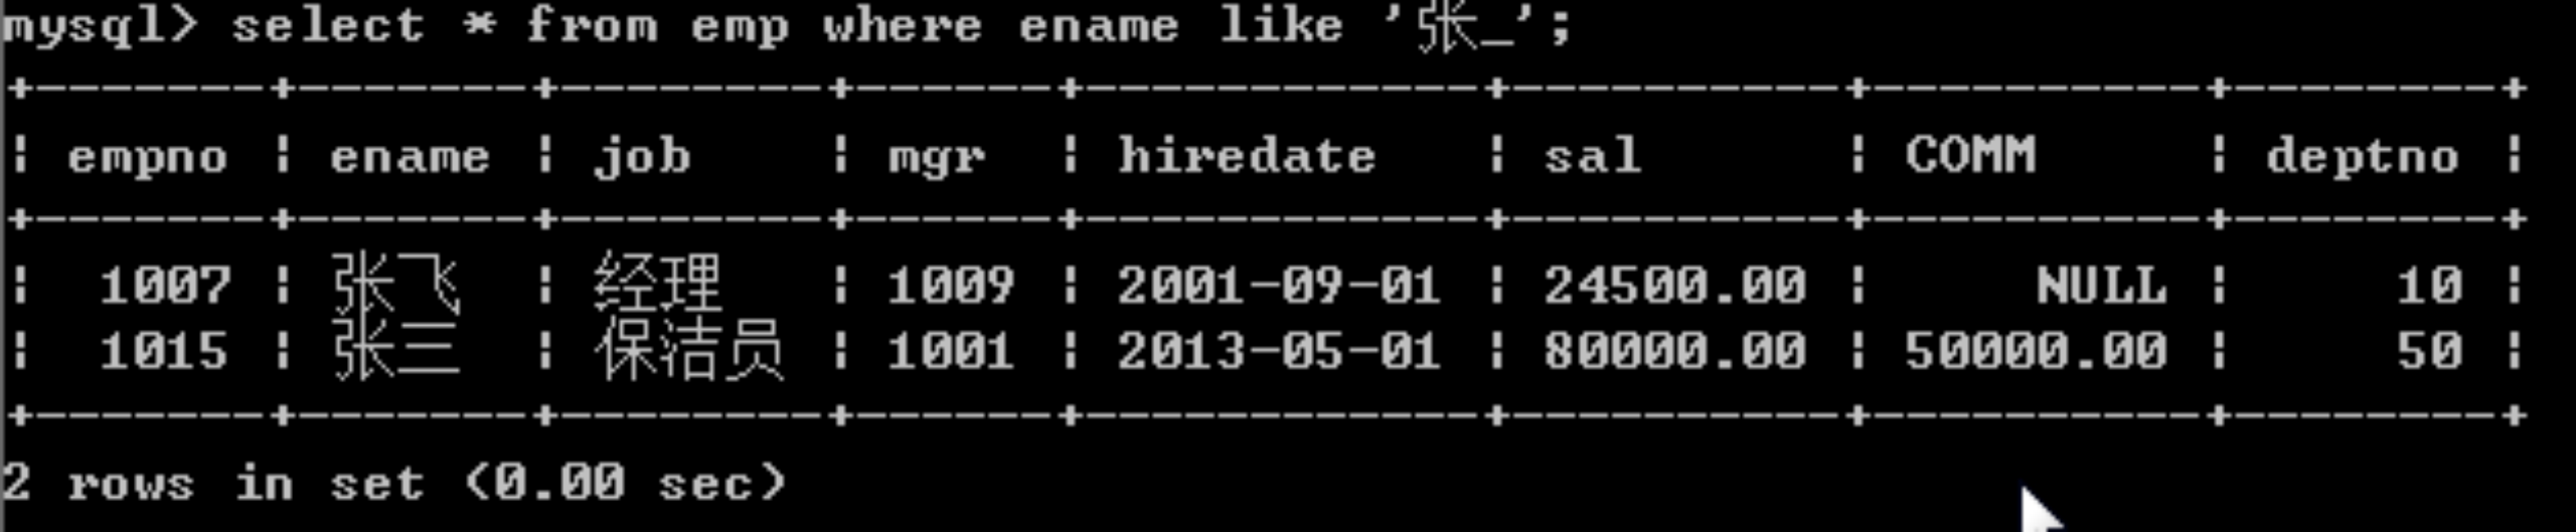 mysql> select * from emp where ename like '张_';
+-------+-------+--------+------+------------+----------+----------+--------+
| empno | ename | job    | mgr  | hiredate   | sal      | COMM     | deptno |
+-------+-------+--------+------+------------+----------+----------+--------+
|  1007 | 张飞  | 经理   | 1009 | 2001-09-01 | 24500.00 |     NULL |     10 |
|  1015 | 张三  | 保洁员 | 1001 | 2013-05-01 | 80000.00 | 50000.00 |     50 |
+-------+-------+--------+------+------------+----------+----------+--------+
2 rows in set (0.00 sec)